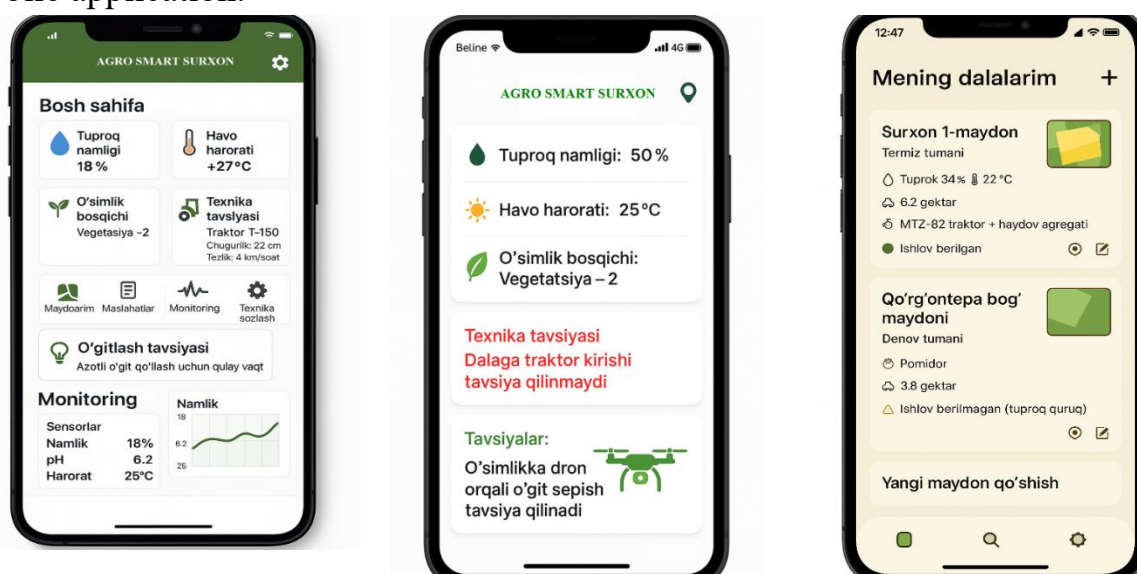 one application.
AGRO SMART SURXON
Bosh sahifa
Tuproq
namligi
18 %
Havo
harorati
+27°C
O'simlik
bosqichi
Vegetasiya -2
Texnika
tavslyasi
Traktor T-150
Chugurilk: 22 cm
Tezlik: 4 km/soat
Maydoarim
Maslahatlar
Monitoring
Texnika
sozlash
O'gitlash tavsiyasi
Azotli o'git qo'llash uchun qulay vaqt
Monitoring
Sensorlar
Namlik 18%
pH 6.2
Harorat 25°C
Namlik
18
6.2
25
Beline 4G
AGRO SMART SURXON
Tuproq namligi: 50 %
Havo harorati: 25 °C
O'simlik bosqichi:
Vegetatsiya – 2
Texnika tavsiyasi
Dalaga traktor kirishi
tavsiya qilinmaydi
Tavsiyalar:
O'simlikka dron
orqali o'git sepish
tavsiya qilinadi
12:47
Mening dalalarim +
Surxon 1-maydon
Termiz tumani
Tuprok 34% 22 °C
6.2 gektar
MTZ-82 traktor + haydov agregati
Ishlov berilgan
Qo'rg'ontepa bog'
maydoni
Denov tumani
Pomidor
3.8 gektar
Ishlov berilmagan (tuproq quruq)
Yangi maydon qo'shish